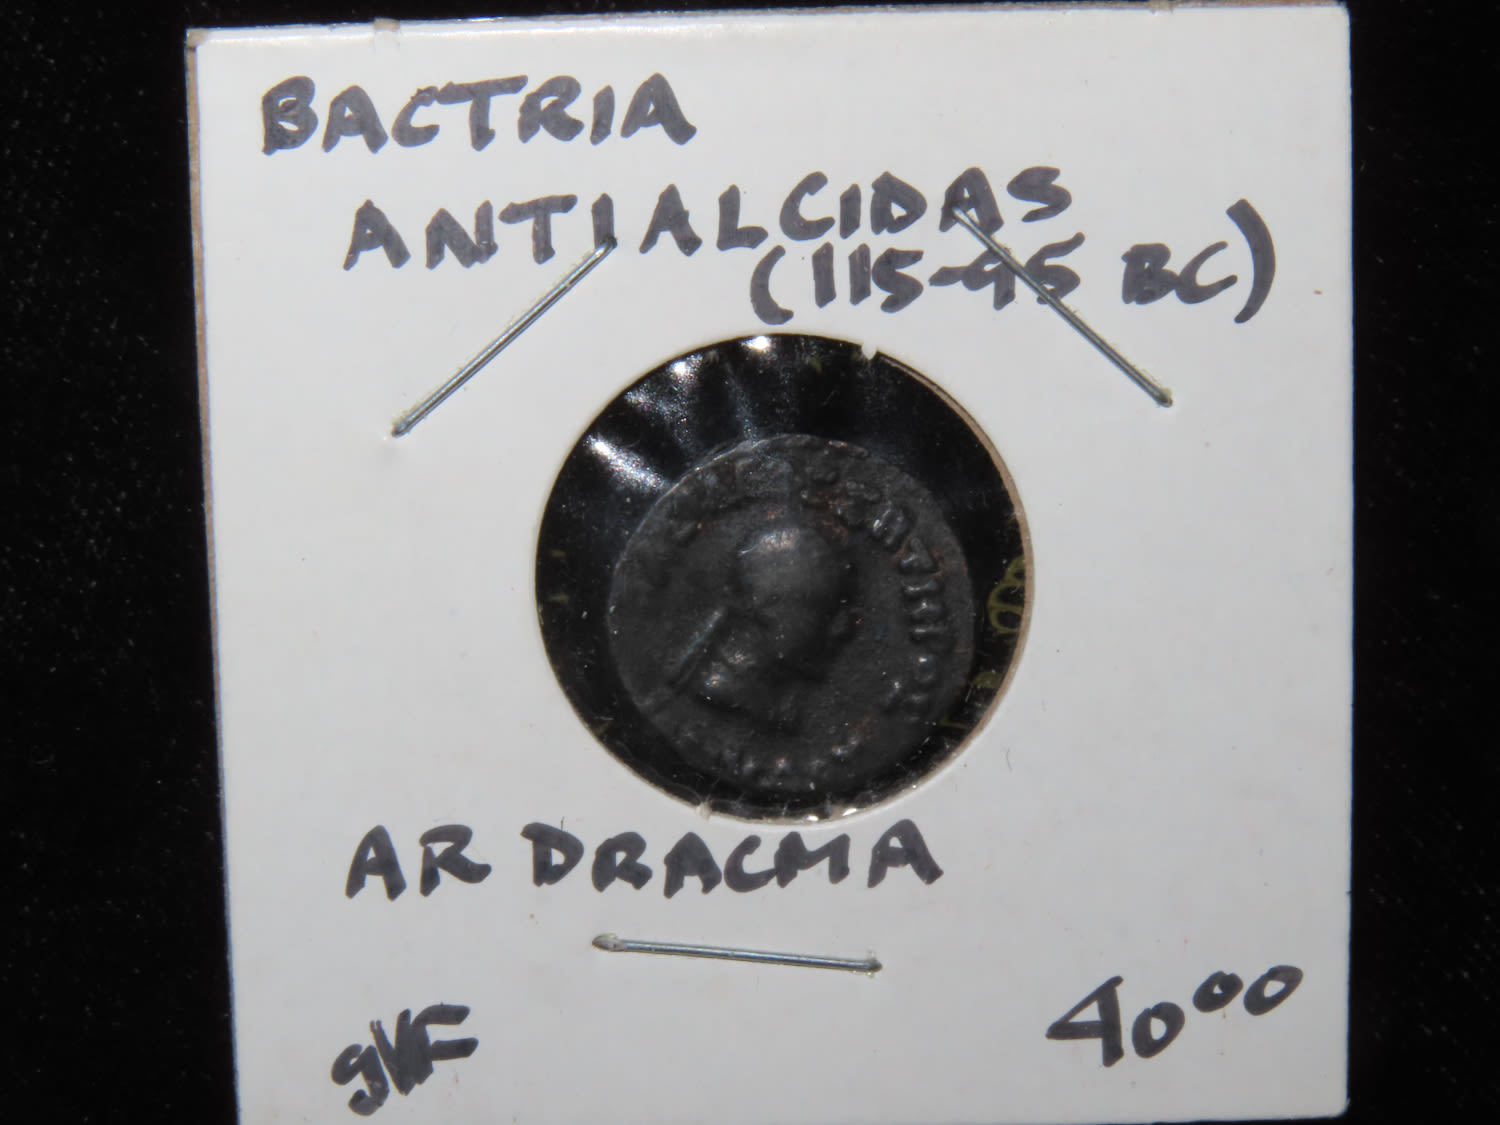 BACTRIA
ANTIALCIDAS
(115-95 BC)
AR DRACMA
gVF
40⁰⁰